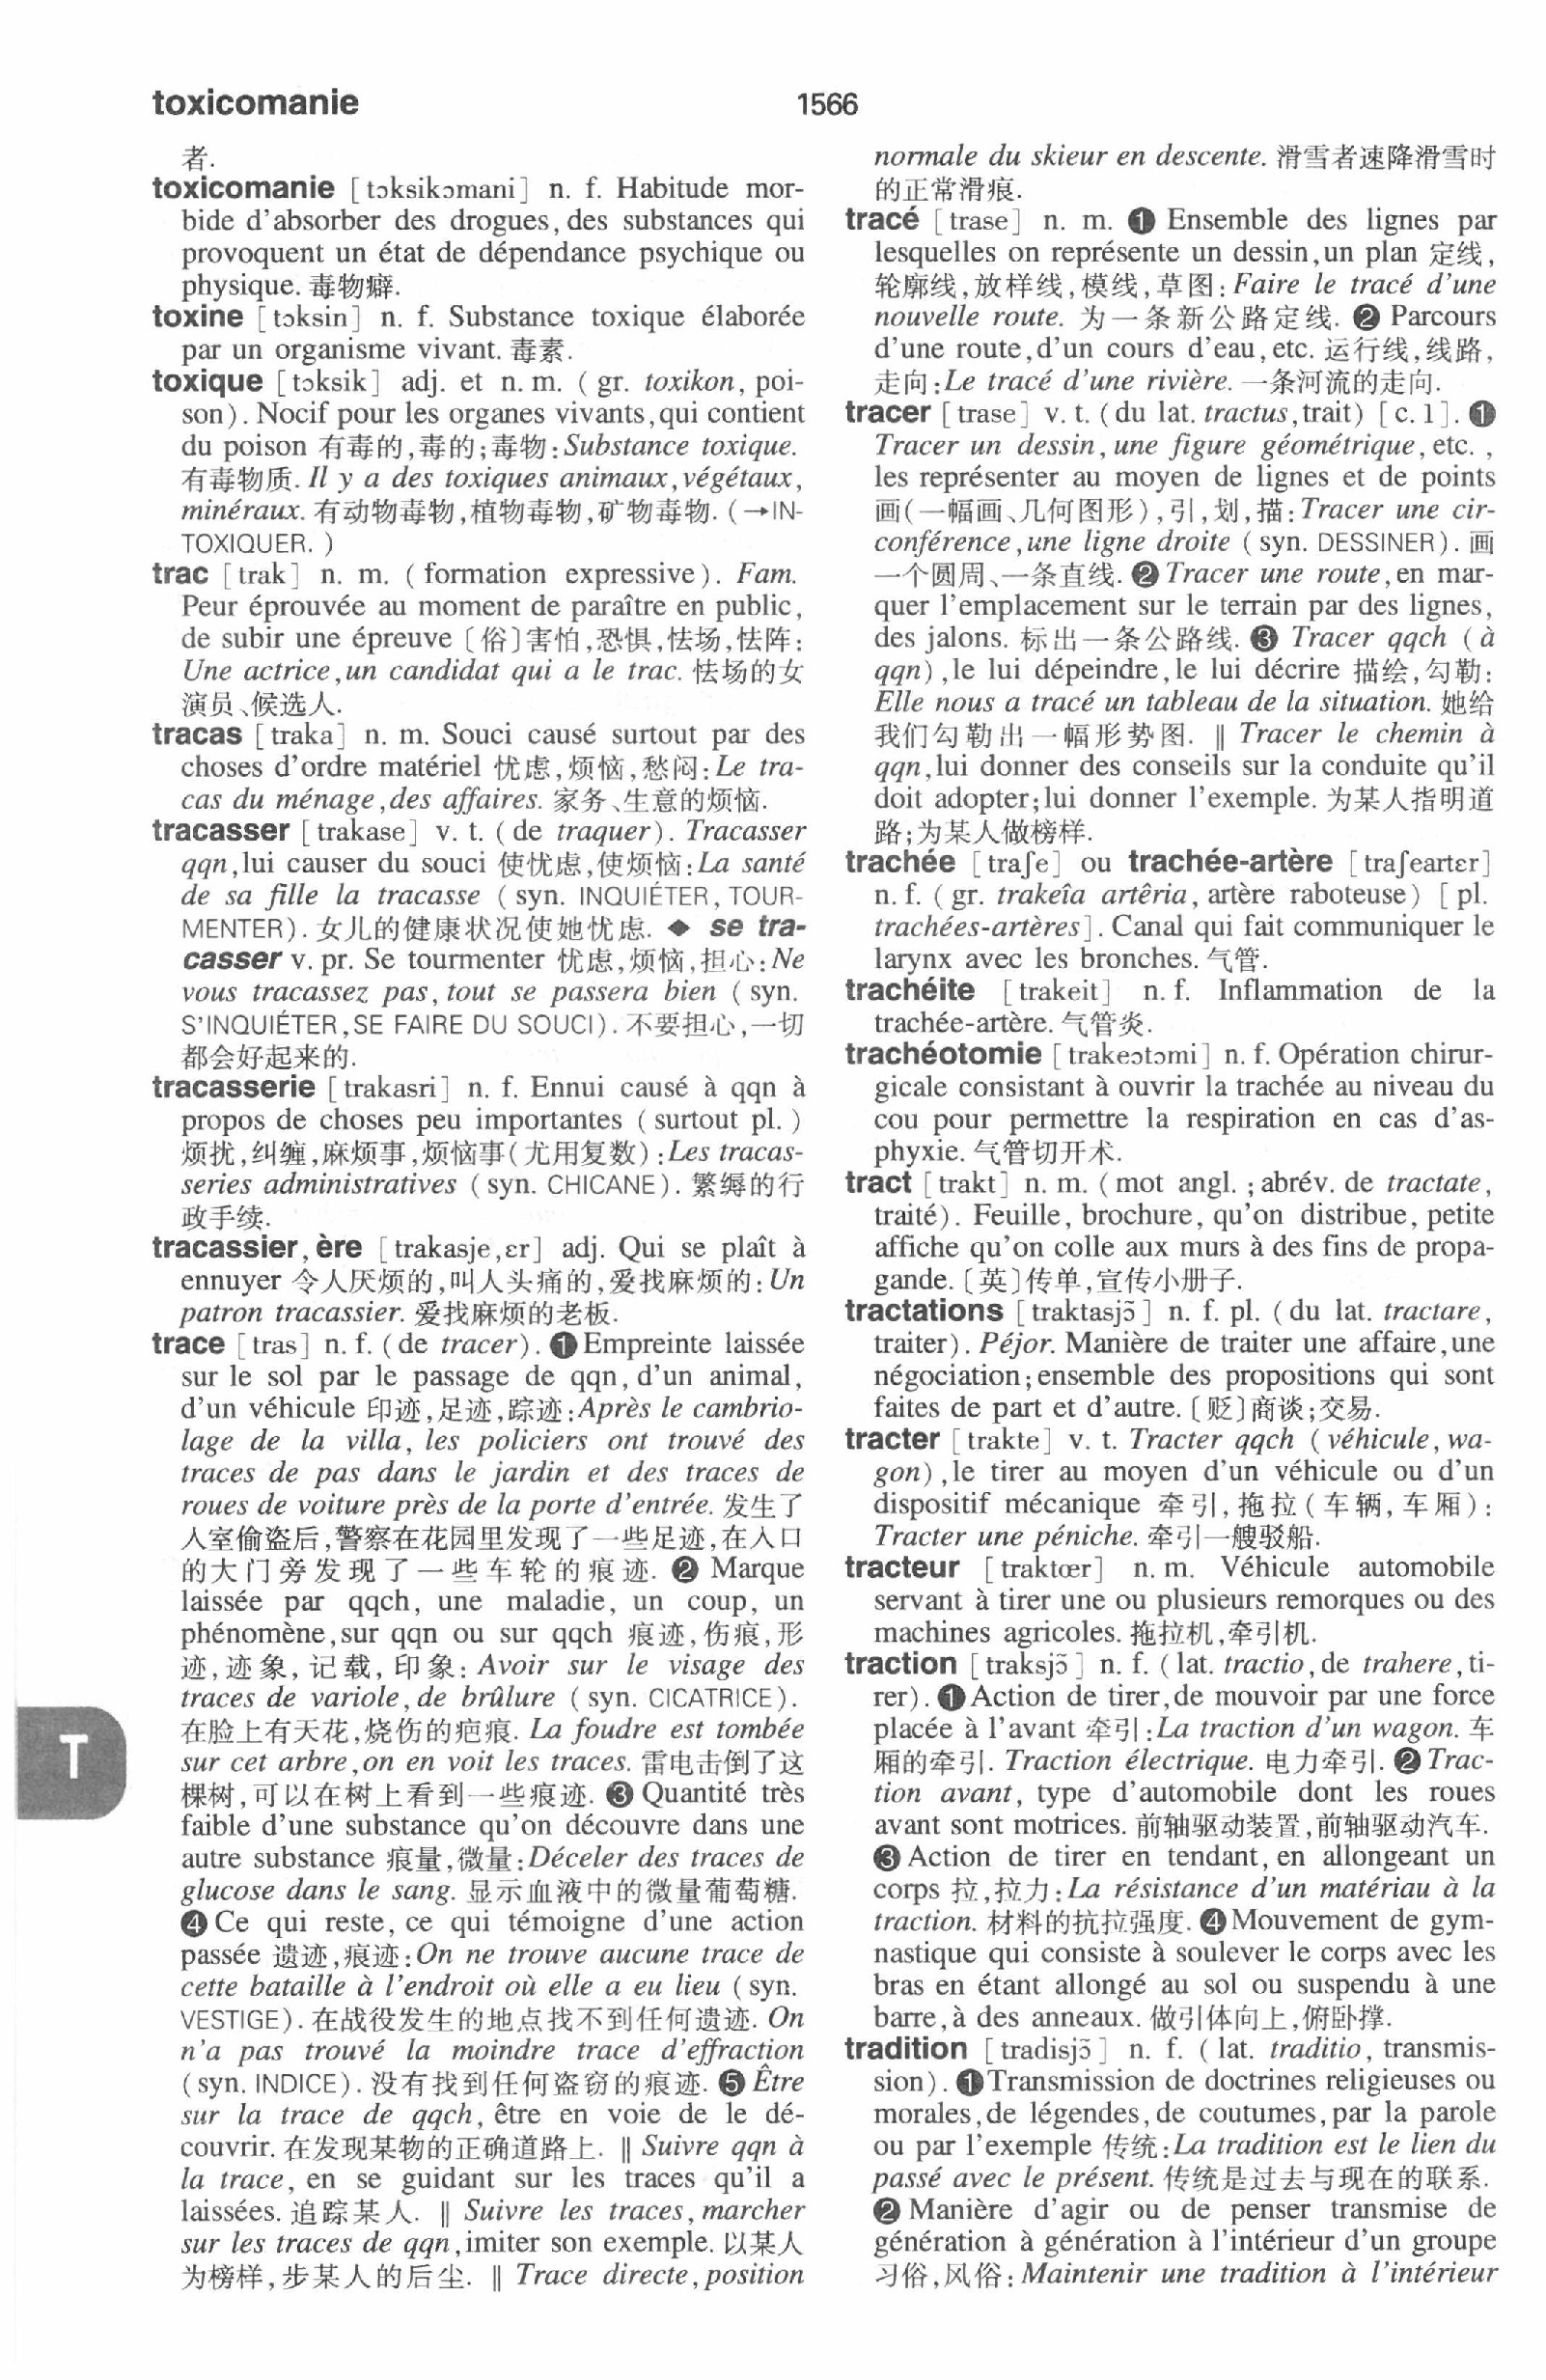 toxicomanie
1566
者.
toxicomanie [tɔksikɔmani] n. f. Habitude mor-
bide d'absorber des drogues, des substances qui
provoquent un état de dépendance psychique ou
physique. 毒物癖.
toxine [tɔksin] n. f. Substance toxique élaborée
par un organisme vivant. 毒素.
toxique [tɔksik] adj. et n. m. (gr. toxikon, poi-
son). Nocif pour les organes vivants, qui contient
du poison 有毒的,毒的;毒物:Substance toxique.
有毒物质. Il y a des toxiques animaux, végétaux,
minéraux. 有动物毒物,植物毒物,矿物毒物. (→IN-
TOXIQUER.)
trac [trak] n. m. (formation expressive). Fam.
Peur éprouvée au moment de paraître en public,
de subir une épreuve〔俗〕害怕,恐惧,怯场,怯阵:
Une actrice, un candidat qui a le trac. 怯场的女
演员、候选人.
tracas [traka] n. m. Souci causé surtout par des
choses d'ordre matériel 忧虑,烦恼,愁闷:Le tra-
cas du ménage, des affaires. 家务、生意的烦恼.
tracasser [trakase] v. t. (de traquer). Tracasser
qqn, lui causer du souci 使忧虑,使烦恼:La santé
de sa fille la tracasse (syn. INQUIÉTER, TOUR-
MENTER). 女儿的健康状况使她忧虑. ◆ se tra-
casser v. pr. Se tourmenter 忧虑,烦恼,担心:Ne
vous tracassez pas, tout se passera bien (syn.
S'INQUIÉTER, SE FAIRE DU SOUCI). 不要担心,一切
都会好起来的.
tracasserie [trakasri] n. f. Ennui causé à qqn à
propos de choses peu importantes (surtout pl.)
烦扰,纠缠,麻烦事,烦恼事(尤用复数):Les tracas-
series administratives (syn. CHICANE). 繁缛的行
政手续.
tracassier, ère [trakasje, ɛr] adj. Qui se plaît à
ennuyer 令人厌烦的,叫人头痛的,爱找麻烦的:Un
patron tracassier. 爱找麻烦的老板.
trace [tras] n. f. (de tracer). ❶ Empreinte laissée
sur le sol par le passage de qqn, d'un animal,
d'un véhicule 印迹,足迹,踪迹:Après le cambrio-
lage de la villa, les policiers ont trouvé des
traces de pas dans le jardin et des traces de
roues de voiture près de la porte d'entrée. 发生了
入室偷盗后,警察在花园里发现了一些足迹,在入口
的大门旁发现了一些车轮的痕迹. ❷ Marque
laissée par qqch, une maladie, un coup, un
phénomène, sur qqn ou sur qqch 痕迹,伤痕,形
迹,迹象,记载,印象:Avoir sur le visage des
traces de variole, de brûlure (syn. CICATRICE).
在脸上有天花,烧伤的疤痕. La foudre est tombée
sur cet arbre, on en voit les traces. 雷电击倒了这
棵树,可以在树上看到一些痕迹. ❸ Quantité très
faible d'une substance qu'on découvre dans une
autre substance 痕量,微量:Déceler des traces de
glucose dans le sang. 显示血液中的微量葡萄糖.
❹ Ce qui reste, ce qui témoigne d'une action
passée 遗迹,痕迹:On ne trouve aucune trace de
cette bataille à l'endroit où elle a eu lieu (syn.
VESTIGE). 在战役发生的地点找不到任何遗迹. On
n'a pas trouvé la moindre trace d'effraction
(syn. INDICE). 没有找到任何盗窃的痕迹. ❺ Être
sur la trace de qqch, être en voie de le dé-
couvrir. 在发现某物的正确道路上. ‖ Suivre qqn à
la trace, en se guidant sur les traces qu'il a
laissées. 追踪某人. ‖ Suivre les traces, marcher
sur les traces de qqn, imiter son exemple. 以某人
为榜样,步某人的后尘. ‖ Trace directe, position
T
normale du skieur en descente. 滑雪者速降滑雪时
的正常滑痕.
tracé [trase] n. m. ❶ Ensemble des lignes par
lesquelles on représente un dessin, un plan 定线,
轮廓线,放样线,模线,草图:Faire le tracé d'une
nouvelle route. 为一条新公路定线. ❷ Parcours
d'une route, d'un cours d'eau, etc. 运行线,线路,
走向:Le tracé d'une rivière. 一条河流的走向.
tracer [trase] v. t. (du lat. tractus, trait) [c. 1]. ❶
Tracer un dessin, une figure géométrique, etc.,
les représenter au moyen de lignes et de points
画(一幅画、几何图形),引,划,描:Tracer une cir-
conférence, une ligne droite (syn. DESSINER). 画
一个圆周、一条直线. ❷ Tracer une route, en mar-
quer l'emplacement sur le terrain par des lignes,
des jalons. 标出一条公路线. ❸ Tracer qqch (à
qqn), le lui dépeindre, le lui décrire 描绘,勾勒:
Elle nous a tracé un tableau de la situation. 她给
我们勾勒出一幅形势图. ‖ Tracer le chemin à
qqn, lui donner des conseils sur la conduite qu'il
doit adopter; lui donner l'exemple. 为某人指明道
路;为某人做榜样.
trachée [traʃe] ou trachée-artère [traʃeartɛr]
n. f. (gr. trakeîa artêria, artère raboteuse) [pl.
trachées-artères]. Canal qui fait communiquer le
larynx avec les bronches. 气管.
trachéite [trakeit] n. f. Inflammation de la
trachée-artère. 气管炎.
trachéotomie [trakeɔtɔmi] n. f. Opération chirur-
gicale consistant à ouvrir la trachée au niveau du
cou pour permettre la respiration en cas d'as-
phyxie. 气管切开术.
tract [trakt] n. m. (mot angl.; abrév. de tractate,
traité). Feuille, brochure, qu'on distribue, petite
affiche qu'on colle aux murs à des fins de propa-
gande.〔英〕传单,宣传小册子.
tractations [traktasjɔ̃] n. f. pl. (du lat. tractare,
traiter). Péjor. Manière de traiter une affaire, une
négociation; ensemble des propositions qui sont
faites de part et d'autre.〔贬〕商谈;交易.
tracter [trakte] v. t. Tracter qqch (véhicule, wa-
gon), le tirer au moyen d'un véhicule ou d'un
dispositif mécanique 牵引,拖拉(车辆,车厢):
Tracter une péniche. 牵引一艘驳船.
tracteur [traktœr] n. m. Véhicule automobile
servant à tirer une ou plusieurs remorques ou des
machines agricoles. 拖拉机,牵引机.
traction [traksjɔ̃] n. f. (lat. tractio, de trahere, ti-
rer). ❶ Action de tirer, de mouvoir par une force
placée à l'avant 牵引:La traction d'un wagon. 车
厢的牵引. Traction électrique. 电力牵引. ❷ Trac-
tion avant, type d'automobile dont les roues
avant sont motrices. 前轴驱动装置,前轴驱动汽车.
❸ Action de tirer en tendant, en allongeant un
corps 拉,拉力:La résistance d'un matériau à la
traction. 材料的抗拉强度. ❹ Mouvement de gym-
nastique qui consiste à soulever le corps avec les
bras en étant allongé au sol ou suspendu à une
barre, à des anneaux. 做引体向上,俯卧撑.
tradition [tradisjɔ̃] n. f. (lat. traditio, transmis-
sion). ❶ Transmission de doctrines religieuses ou
morales, de légendes, de coutumes, par la parole
ou par l'exemple 传统:La tradition est le lien du
passé avec le présent. 传统是过去与现在的联系.
❷ Manière d'agir ou de penser transmise de
génération à génération à l'intérieur d'un groupe
习俗,风俗:Maintenir une tradition à l'intérieur